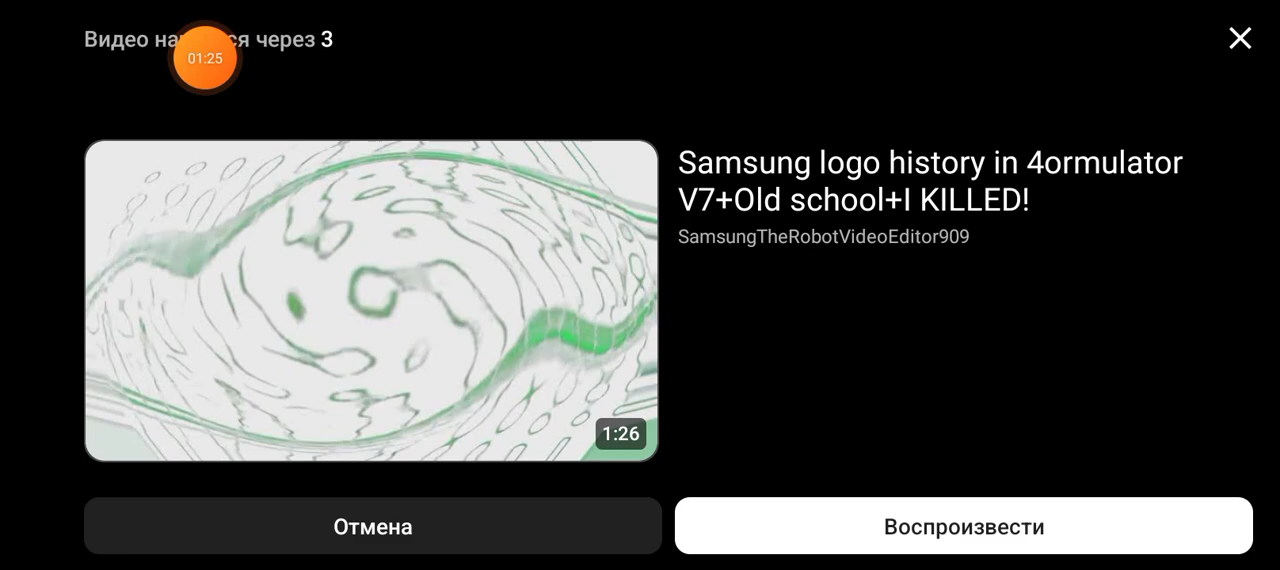 Видео через 3
01:25
Samsung logo history in 4ormulator
V7+Old school+I KILLED!
SamsungTheRobotVideoEditor909
1:26
Отмена
Воспроизвести